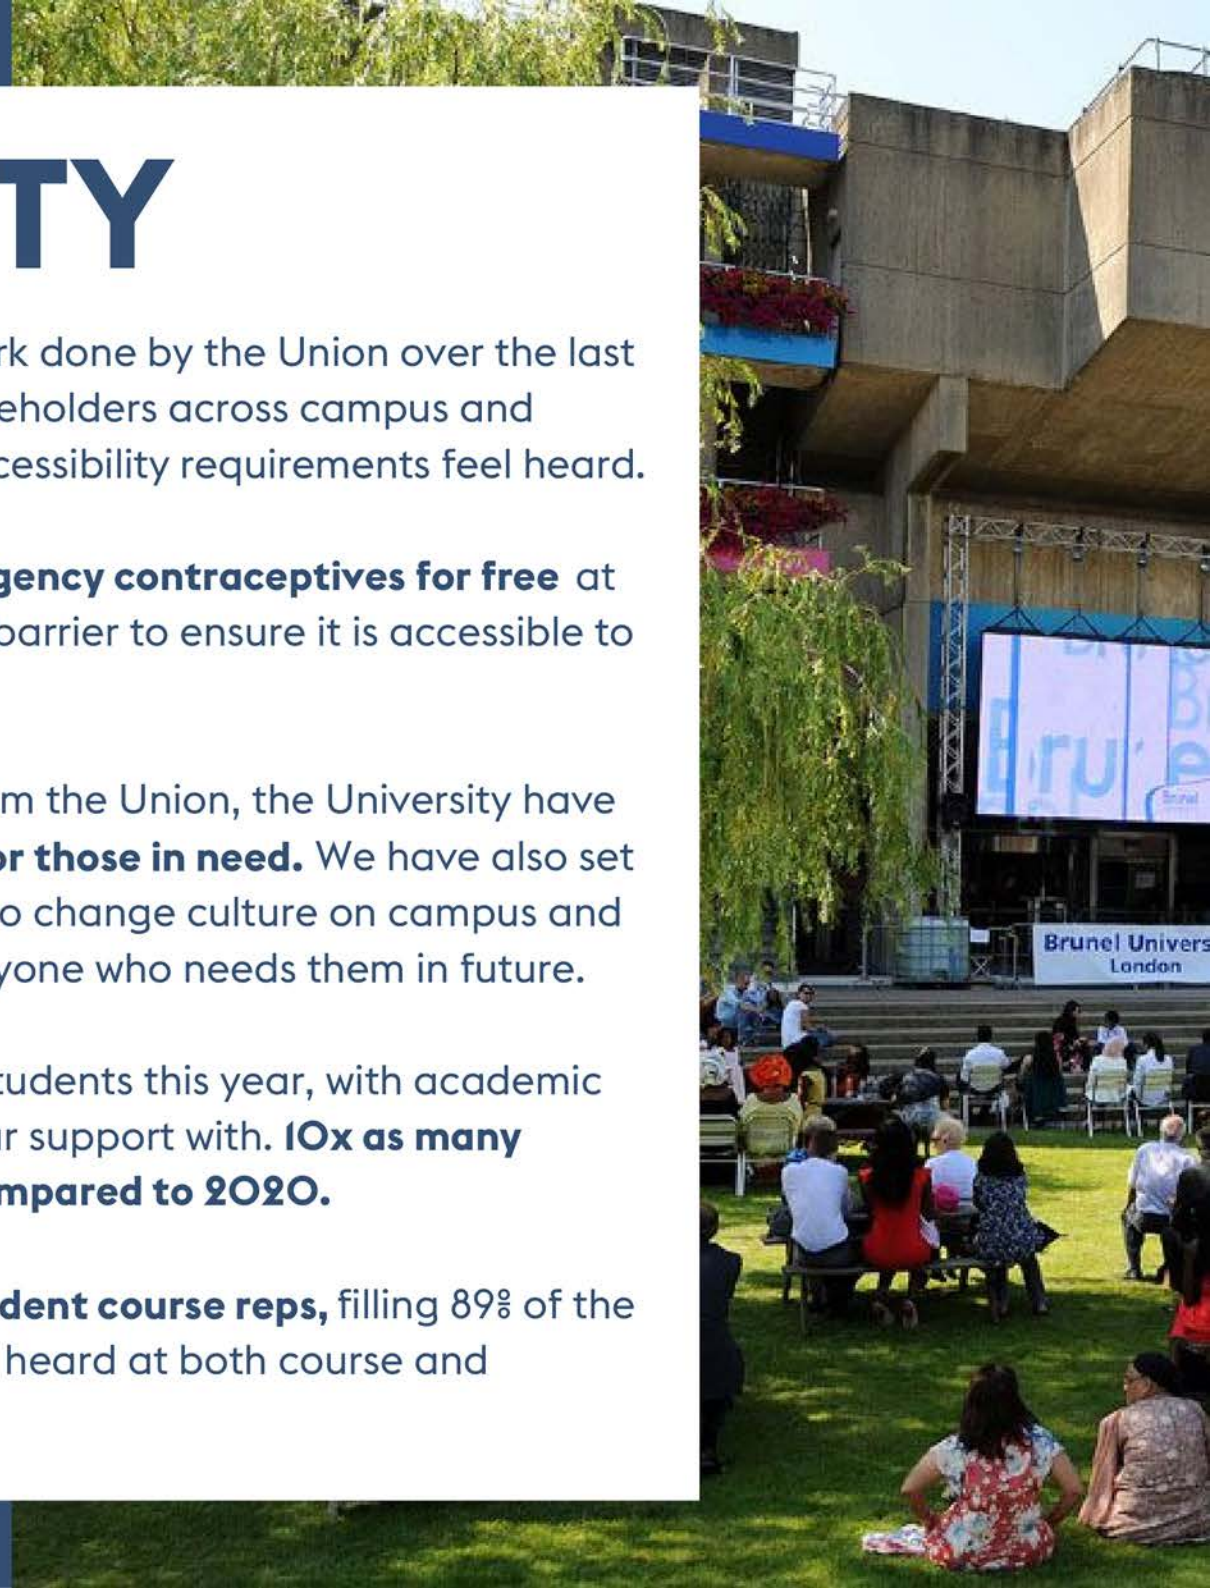 TY
rk done by the Union over the last
eholders across campus and
cessibility requirements feel heard.
gency contraceptives for free at
barrier to ensure it is accessible to
m the Union, the University have
or those in need. We have also set
o change culture on campus and
yone who needs them in future.
tudents this year, with academic
r support with. 10x as many
mpared to 2020.
dent course reps, filling 89% of the
heard at both course and
Bru
Brunel
Brunel Univers
London